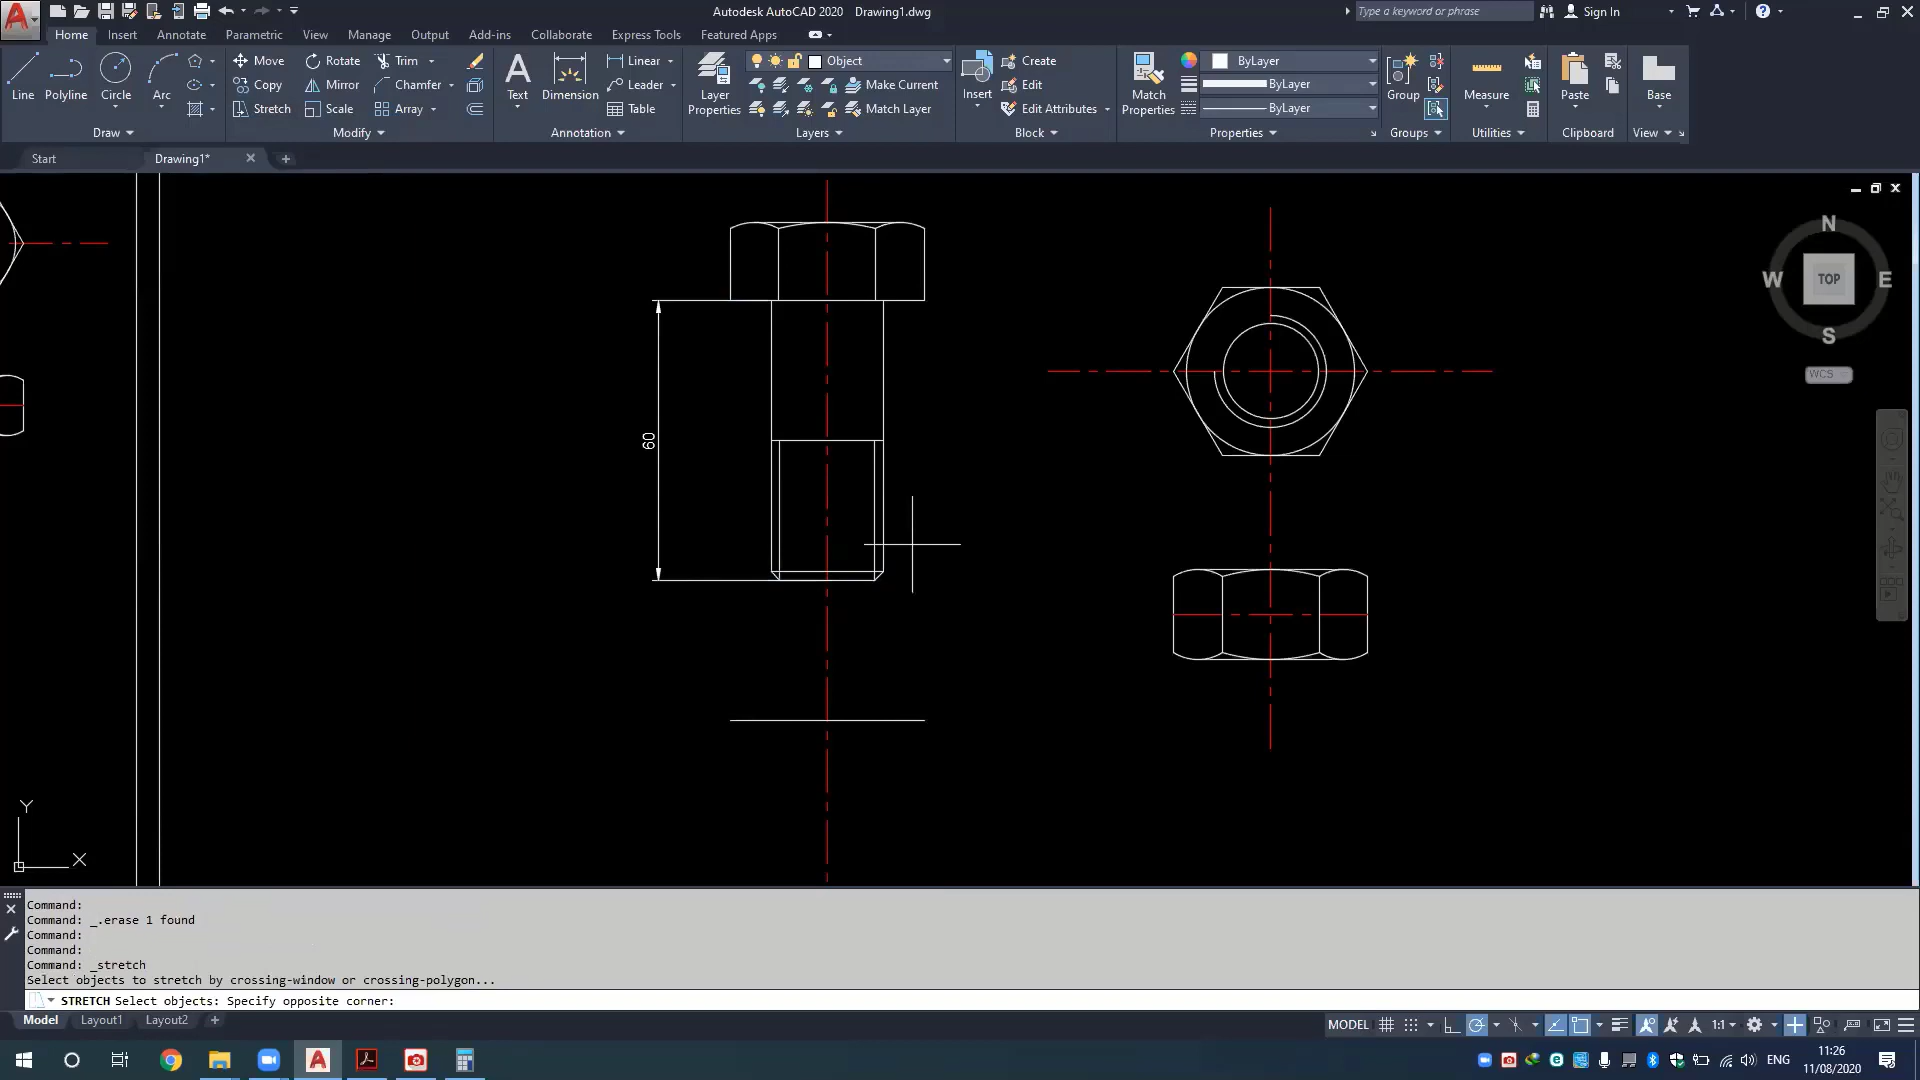 Autodesk AutoCAD 2020 Drawing1.dwg
Type a keyword or phrase
Sign In
Home Insert Annotate Parametric View Manage Output Add-ins Collaborate Express Tools Featured Apps
Line Polyline Circle Arc
Draw
Move Rotate Trim
Copy Mirror Chamfer
Stretch Scale Array
Modify
Text Dimension
Linear
Leader
Table
Annotation
Layer Properties
Object
Make Current
Match Layer
Layers
Insert
Create
Edit
Edit Attributes
Block
Match Properties
ByLayer
ByLayer
ByLayer
Properties
Group
Groups
Measure
Utilities
Paste
Clipboard
Base
View
Start Drawing1*
N
W TOP E
S
WCS
60
Y
X
Command:
Command: _.erase 1 found
Command:
Command:
Command: _stretch
Select objects to stretch by crossing-window or crossing-polygon...
STRETCH Select objects: Specify opposite corner:
Model Layout1 Layout2
MODEL 1:1
ENG
11:26
11/08/2020